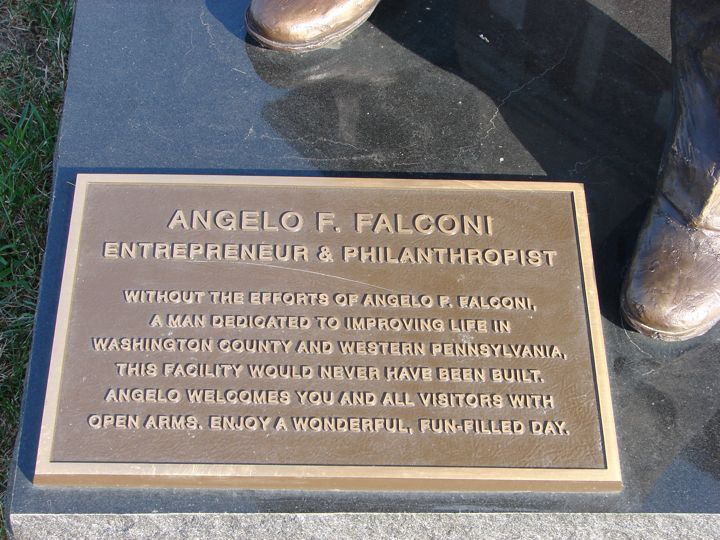 ANGELO F. FALCONI
ENTREPRENEUR & PHILANTHROPIST
WITHOUT THE EFFORTS OF ANGELO F. FALCONI,
A MAN DEDICATED TO IMPROVING LIFE IN
WASHINGTON COUNTY AND WESTERN PENNSYLVANIA,
THIS FACILITY WOULD NEVER HAVE BEEN BUILT.
ANGELO WELCOMES YOU AND ALL VISITORS WITH
OPEN ARMS. ENJOY A WONDERFUL, FUN-FILLED DAY.